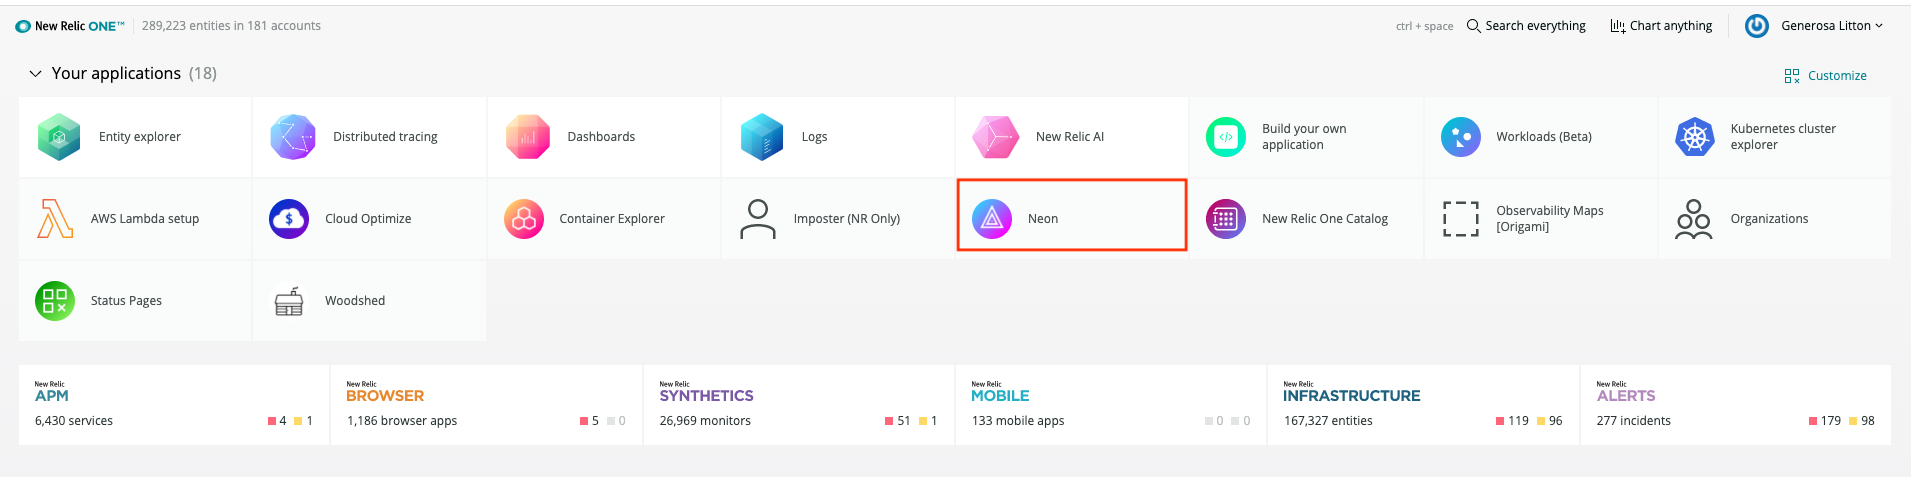 New Relic ONE™ 289,223 entities in 181 accounts ctrl + space Search everything Chart anything Generosa Litton
Your applications (18) Customize
Entity explorer
Distributed tracing
Dashboards
Logs
New Relic AI
Build your own
application
Workloads (Beta)
Kubernetes cluster
explorer
AWS Lambda setup
Cloud Optimize
Container Explorer
Imposter (NR Only)
Neon
New Relic One Catalog
Observability Maps
[Origami]
Organizations
Status Pages
Woodshed
New Relic
APM
6,430 services 4 1
New Relic
BROWSER
1,186 browser apps 5 0
New Relic
SYNTHETICS
26,969 monitors 51 1
New Relic
MOBILE
133 mobile apps 0 0
New Relic
INFRASTRUCTURE
167,327 entities 119 96
New Relic
ALERTS
277 incidents 179 98